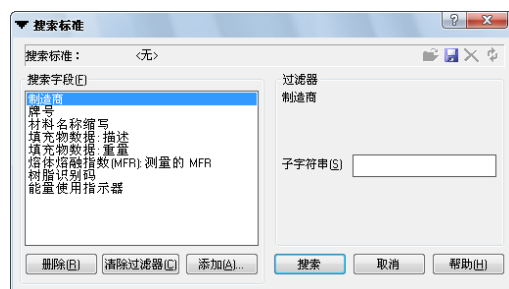 搜索标准
搜索标准： <无>
搜索字段(F)
制造商
牌号
材料名称缩写
填充物数据:描述
填充物数据:重量
熔体熔融指数(MFR):测量的 MFR
树脂识别码
能量使用指示器
删除(R) 清除过滤器(C) 添加(A)...
过滤器
制造商
子字符串(S)
搜索 取消 帮助(H)